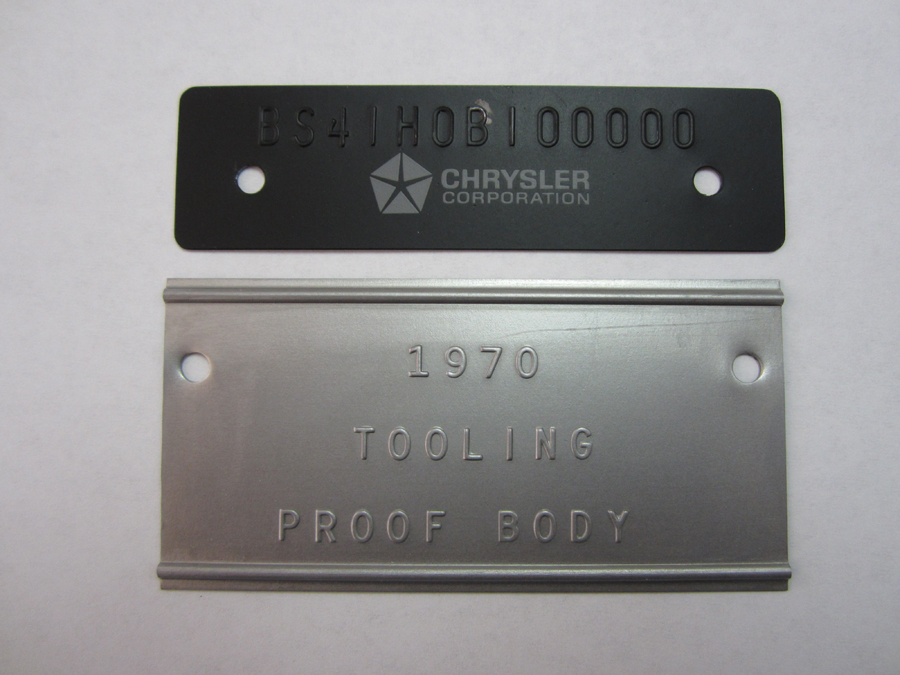 BS41H0B100000
CHRYSLER
CORPORATION
1970
TOOLING
PROOF BODY